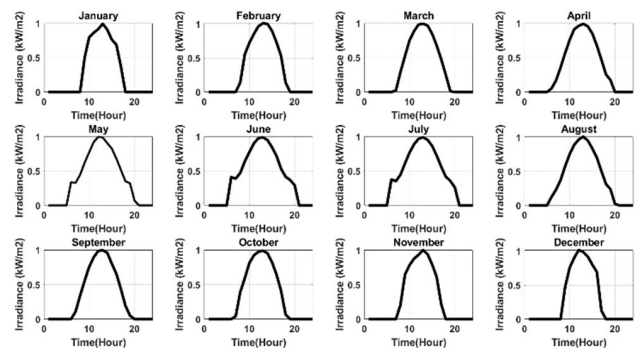 January
Irradiance (kW/m2)
1
0.5
0
0 10 20
Time(Hour)
February
Irradiance (kW/m2)
1
0.5
0
0 10 20
Time(Hour)
March
Irradiance (kW/m2)
1
0.5
0
0 10 20
Time(Hour)
April
Irradiance (kW/m2)
1
0.5
0
0 10 20
Time(Hour)
May
Irradiance (kW/m2)
1
0.5
0
0 10 20
Time(Hour)
June
Irradiance (kW/m2)
1
0.5
0
0 10 20
Time(Hour)
July
Irradiance (kW/m2)
1
0.5
0
0 10 20
Time(Hour)
August
Irradiance (kW/m2)
1
0.5
0
0 10 20
Time(Hour)
September
Irradiance (kW/m2)
1
0.5
0
0 10 20
Time(Hour)
October
Irradiance (kW/m2)
1
0.5
0
0 10 20
Time(Hour)
November
Irradiance (kW/m2)
1
0.5
0
0 10 20
Time(Hour)
December
Irradiance (kW/m2)
1
0.5
0
0 10 20
Time(Hour)